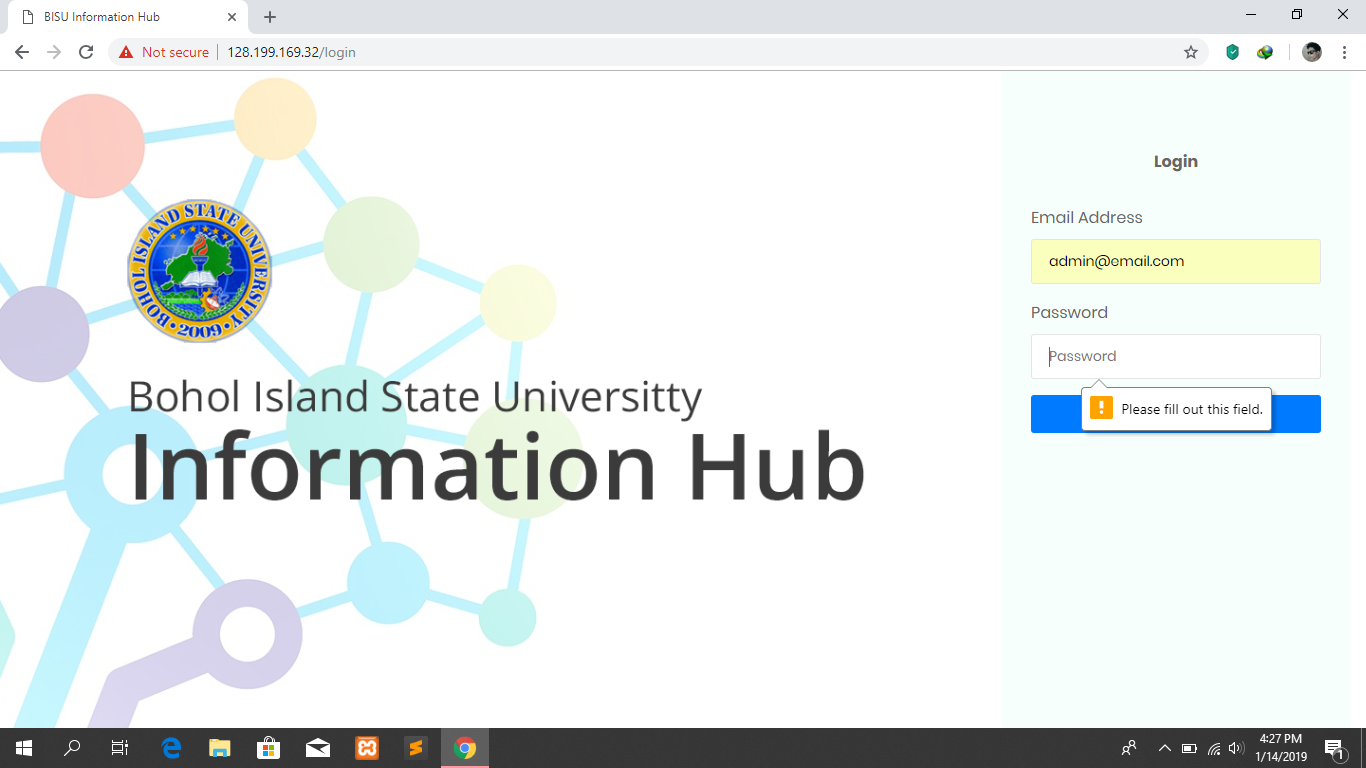 BISU Information Hub
Not secure
128.199.169.32/login
BOHOL ISLAND STATE UNIVERSITY
2009
Bohol Island State Universitty
Information Hub
Login
Email Address
admin@email.com
Password
Password
Please fill out this field.
4:27 PM
1/14/2019
1